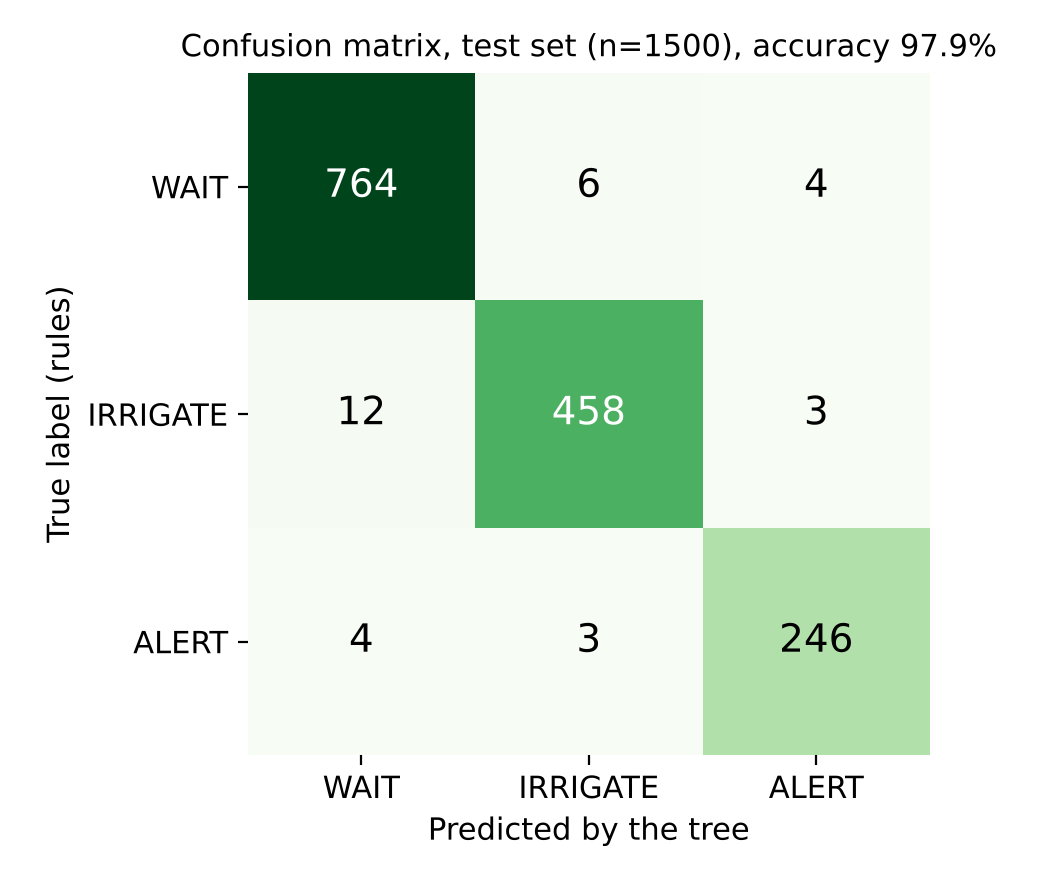 Confusion matrix, test set (n=1500), accuracy 97.9%
True label (rules)
WAIT 764 6 4
IRRIGATE 12 458 3
ALERT 4 3 246
WAIT IRRIGATE ALERT
Predicted by the tree